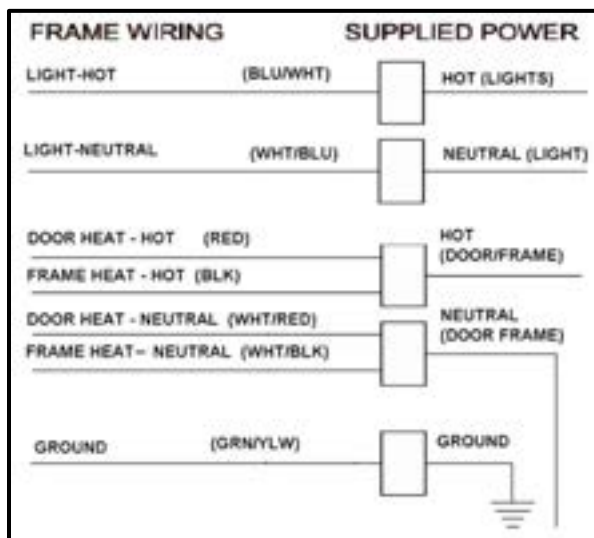 FRAME WIRING SUPPLIED POWER
LIGHT-HOT (BLU/WHT) HOT (LIGHTS)
LIGHT-NEUTRAL (WHT/BLU) NEUTRAL (LIGHT)
DOOR HEAT - HOT (RED) HOT
(DOOR/FRAME)
FRAME HEAT - HOT (BLK)
DOOR HEAT - NEUTRAL (WHT/RED) NEUTRAL
(DOOR FRAME)
FRAME HEAT– NEUTRAL (WHT/BLK)
GROUND (GRN/YLW) GROUND